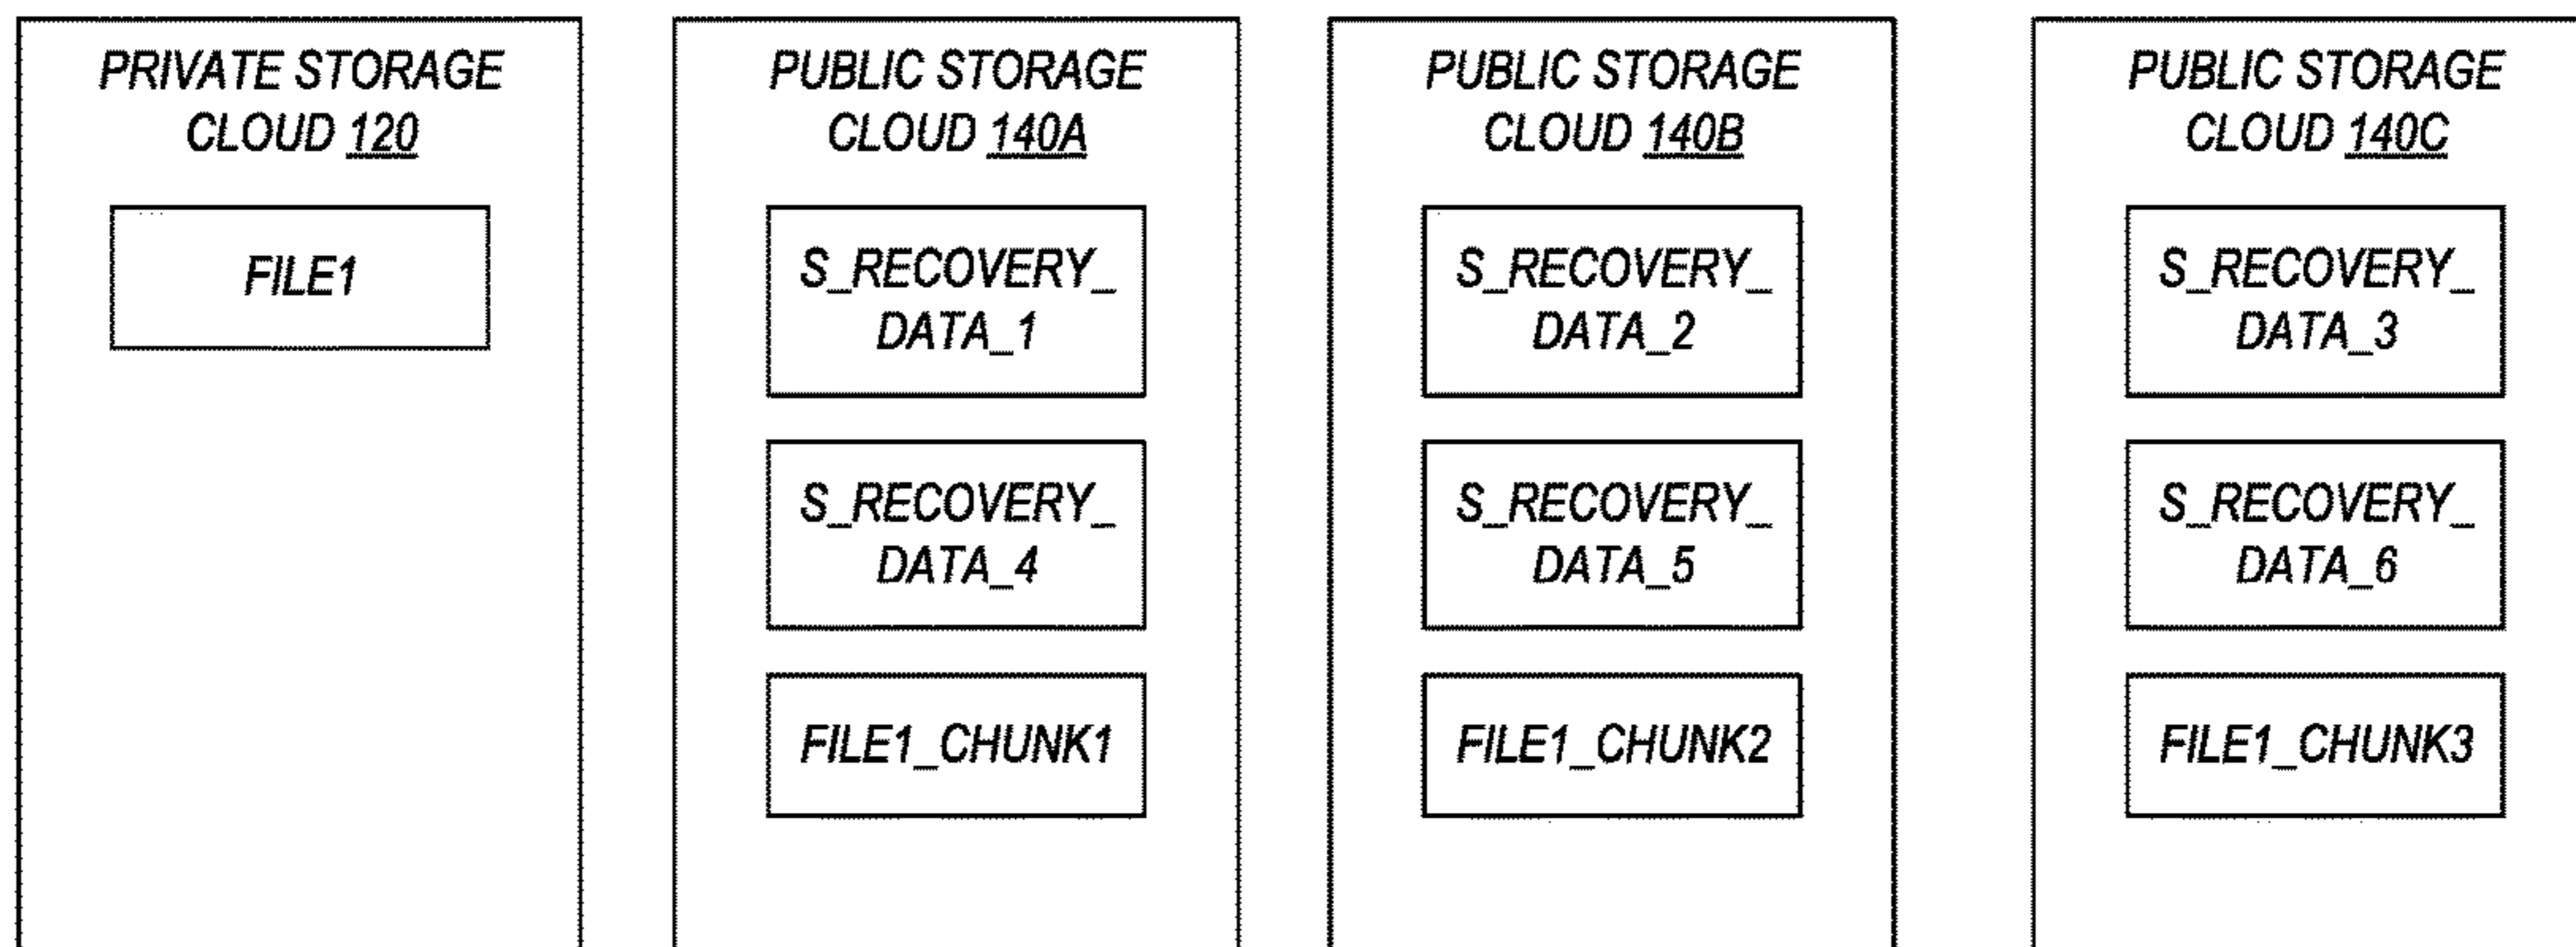 PRIVATE STORAGE
CLOUD 120
FILE1
PUBLIC STORAGE
CLOUD 140A
S_RECOVERY_
DATA_1
S_RECOVERY_
DATA_4
FILE1_CHUNK1
PUBLIC STORAGE
CLOUD 140B
S_RECOVERY_
DATA_2
S_RECOVERY_
DATA_5
FILE1_CHUNK2
PUBLIC STORAGE
CLOUD 140C
S_RECOVERY_
DATA_3
S_RECOVERY_
DATA_6
FILE1_CHUNK3